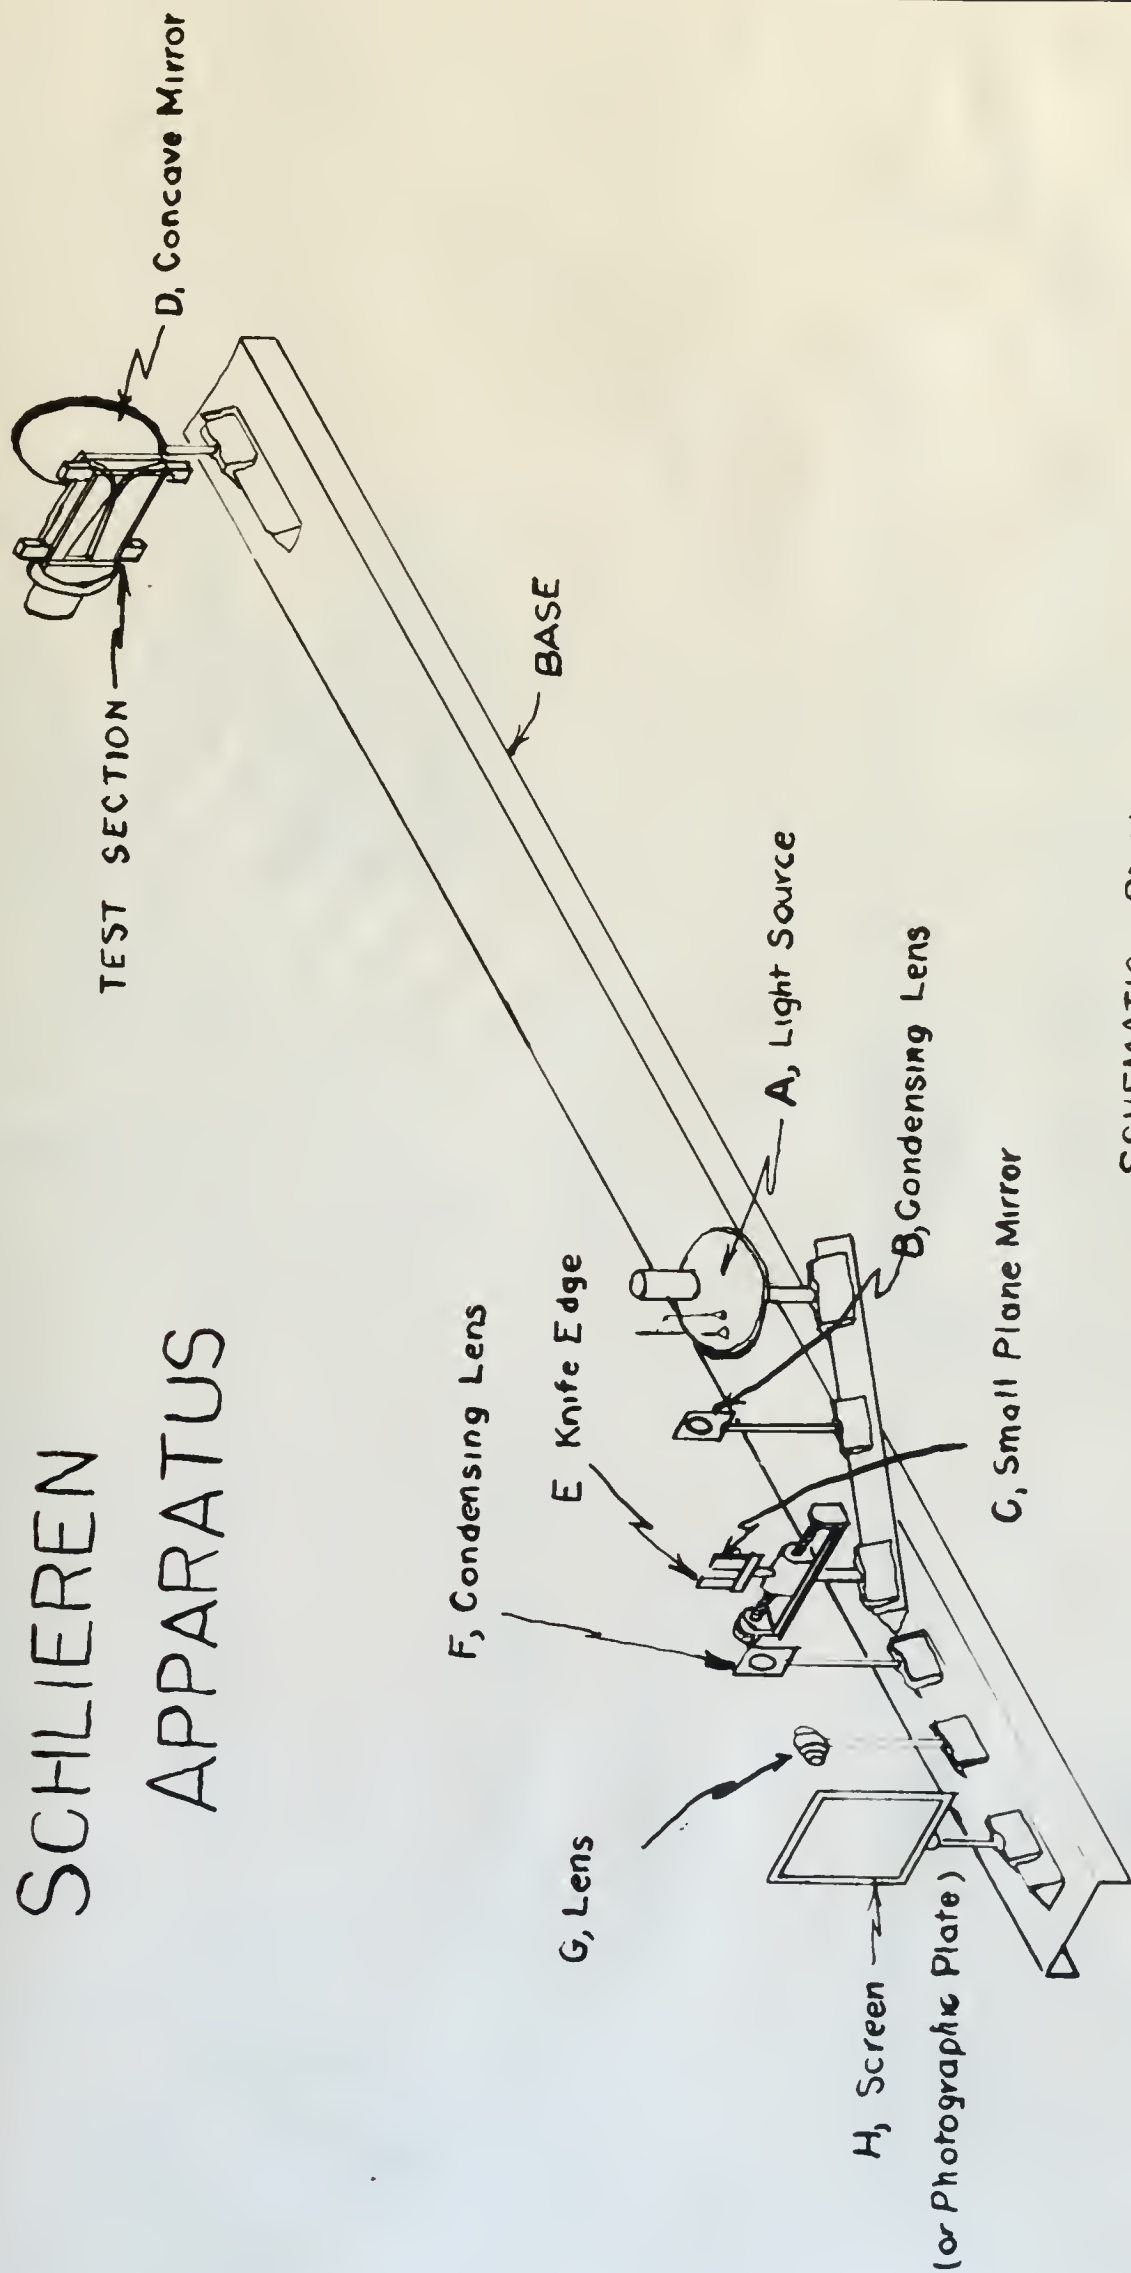 SCHLIEREN
APPARATUS
TEST SECTION
D, Concave Mirror
BASE
F, Condensing Lens
E Knife Edge
A, Light Source
B, Condensing Lens
C, Small Plane Mirror
G, Lens
H, Screen
(or Photographic Plate)
SCHEMATIC